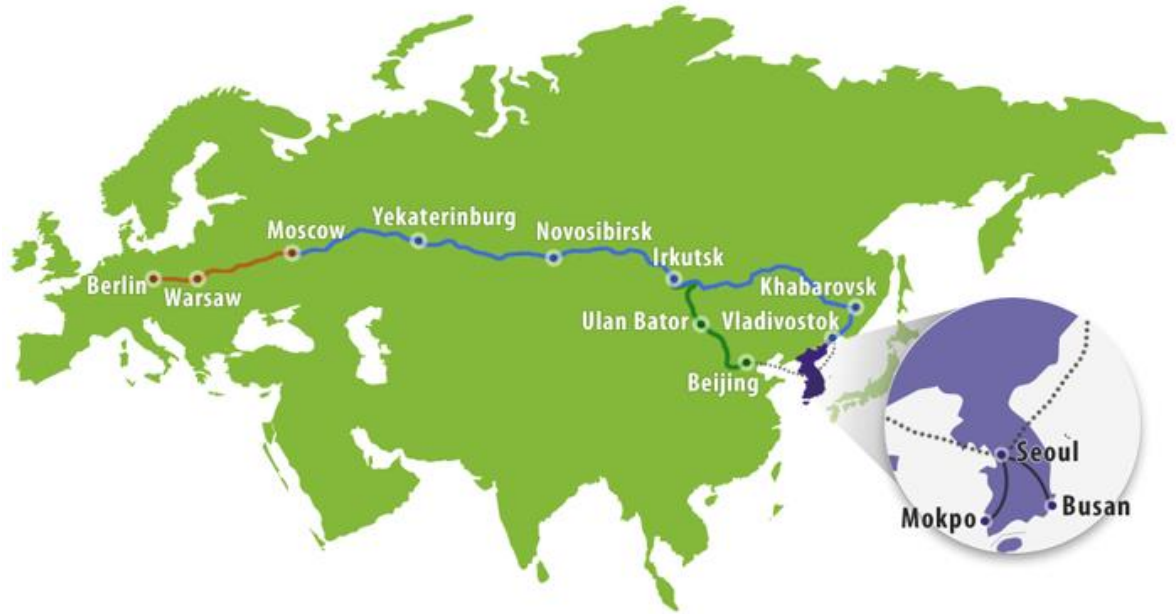 Moscow
Yekaterinburg
Novosibirsk
Irkutsk
Berlin
Warsaw
Khabarovsk
Ulan Bator
Vladivostok
Beijing
Seoul
Mokpo
Busan